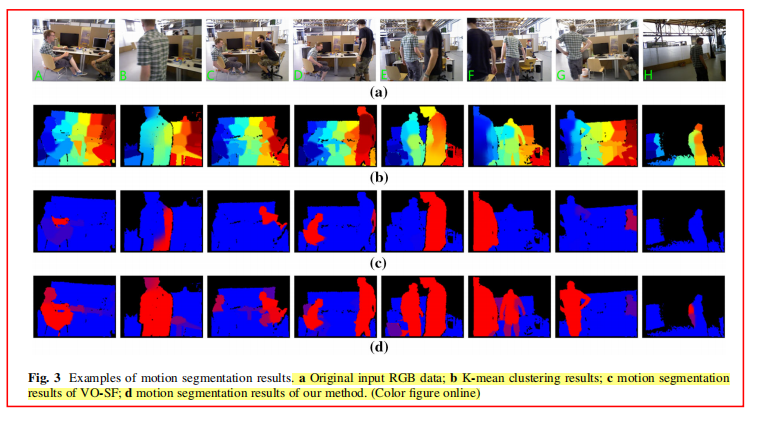 A B C D E F G H
(a)
(b)
(c)
(d)
Fig. 3 Examples of motion segmentation results. a Original input RGB data; b K-mean clustering results; c motion segmentation
results of VO-SF; d motion segmentation results of our method. (Color figure online)